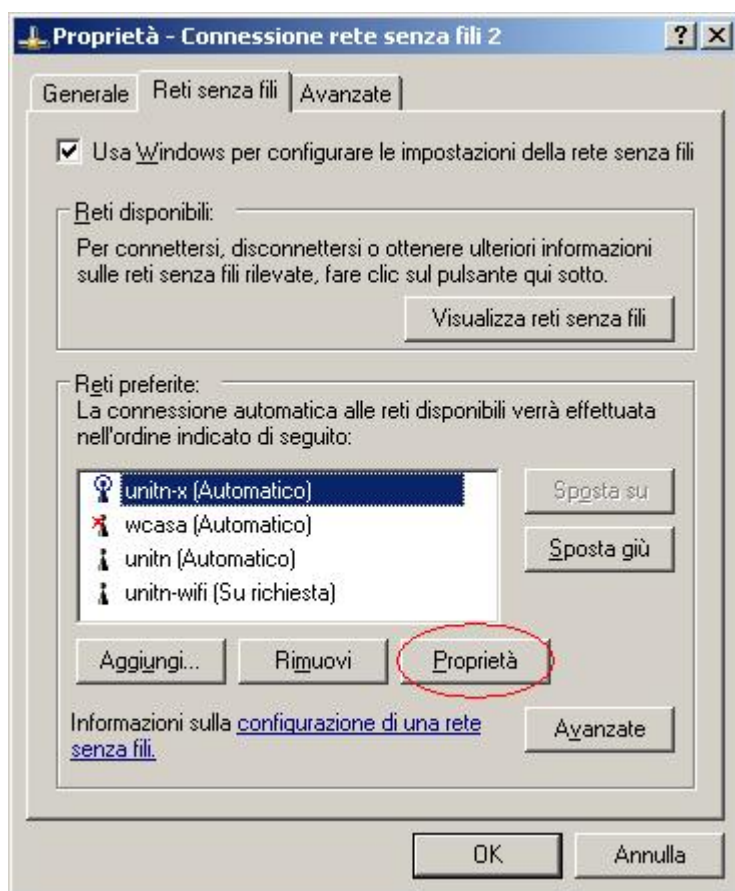 Proprietà - Connessione rete senza fili 2
Generale
Reti senza fili
Avanzate
Usa Windows per configurare le impostazioni della rete senza fili
Reti disponibili:
Per connettersi, disconnettersi o ottenere ulteriori informazioni
sulle reti senza fili rilevate, fare clic sul pulsante qui sotto.
Visualizza reti senza fili
Reti preferite:
La connessione automatica alle reti disponibili verrà effettuata
nell'ordine indicato di seguito:
unitn-x (Automatico)
wcasa (Automatico)
unitn (Automatico)
unitn-wifi (Su richiesta)
Sposta su
Sposta giù
Aggiungi...
Rimuovi
Proprietà
Informazioni sulla configurazione di una rete
senza fili.
Avanzate
OK
Annulla